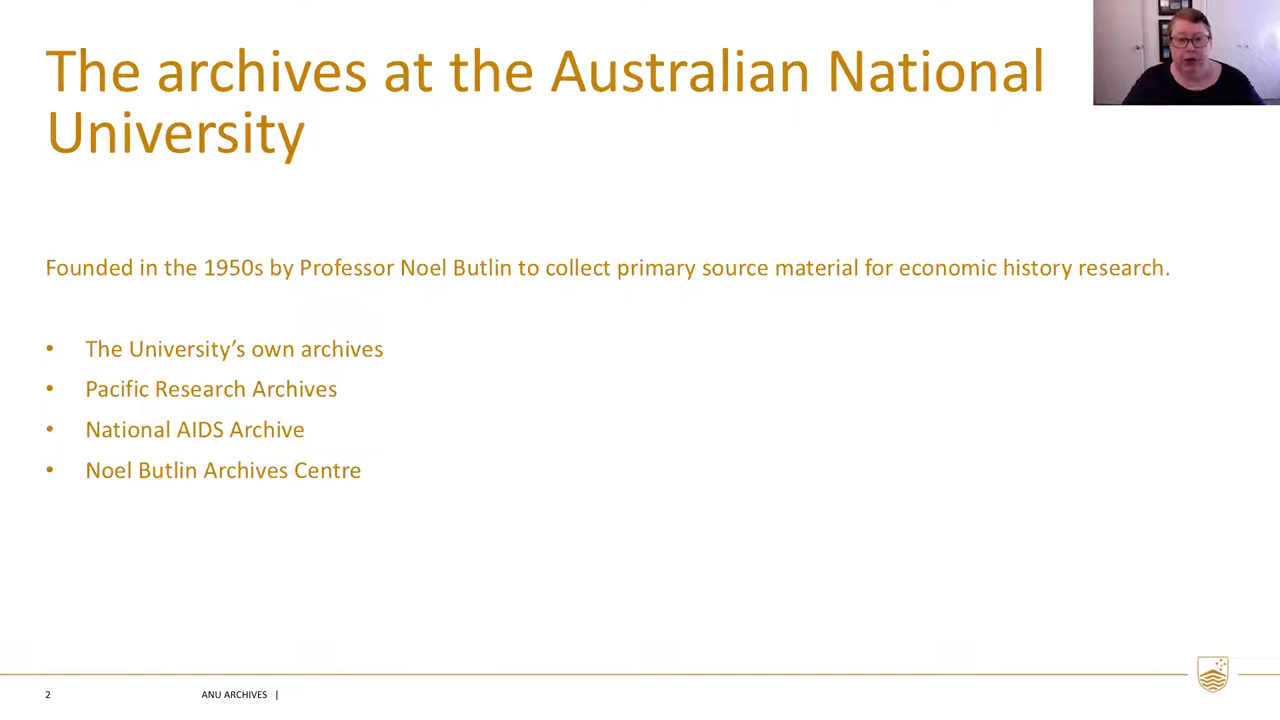 The archives at the Australian National
University
Founded in the 1950s by Professor Noel Butlin to collect primary source material for economic history research.
• The University’s own archives
• Pacific Research Archives
• National AIDS Archive
• Noel Butlin Archives Centre
2 ANU ARCHIVES |